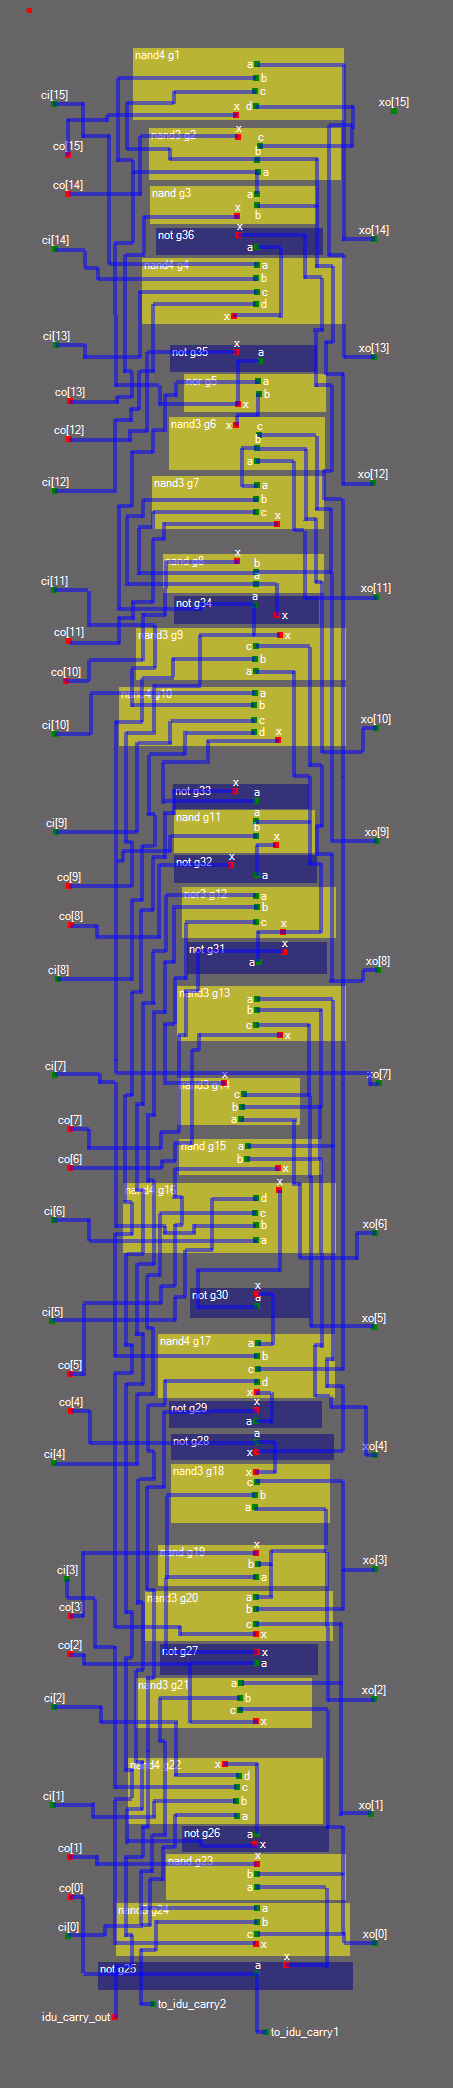 nand4 g1
a
b
ci[15]
c
d
xo[15]
x
nand3 g2
x
c
co[15]
b
a
co[14]
nand g3
a
x
b
not g36
x
xo[14]
ci[14]
a
nand4 g4
a
b
c
d
x
ci[13]
not g35
x
a
xo[13]
nor g5
a
b
co[13]
x
nand3 g6
x
c
co[12]
b
a
xo[12]
ci[12]
nand3 g7
a
b
c
x
nand g8
x
b
a
ci[11]
xo[11]
not g34
a
x
co[11]
nand3 g9
x
c
b
a
co[10]
nand4 g10
a
b
c
xo[10]
ci[10]
d
x
not g33
x
a
nand g11
a
ci[9]
b
xo[9]
x
not g32
x
a
co[9]
nor3 g12
a
b
co[8]
c
x
not g31
x
a
xo[8]
ci[8]
nand3 g13
a
b
c
x
ci[7]
xo[7]
nand3 g14
x
c
b
a
co[7]
nand g15
a
b
co[6]
x
nand4 g16
x
d
ci[6]
c
b
xo[6]
a
not g30
x
a
ci[5]
xo[5]
nand4 g17
a
b
co[5]
c
d
x
not g29
x
co[4]
a
not g28
a
x
xo[4]
ci[4]
nand3 g18
x
c
b
a
nand g19
x
xo[3]
ci[3]
b
a
nand3 g20
a
co[3]
b
c
x
co[2]
not g27
x
a
nand3 g21
a
b
xo[2]
ci[2]
c
x
nand4 g22
x
d
c
ci[1]
b
xo[1]
a
not g26
a
x
co[1]
nand g23
x
b
a
co[0]
nand3 g24
a
b
ci[0]
c
xo[0]
x
not g25
a
x
to_idu_carry2
idu_carry_out
to_idu_carry1